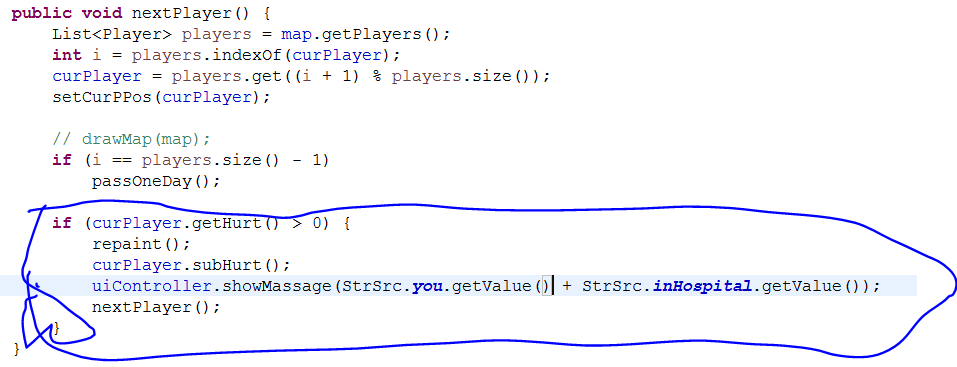 public void nextPlayer() {
    List<Player> players = map.getPlayers();
    int i = players.indexOf(curPlayer);
    curPlayer = players.get((i + 1) % players.size());
    setCurPPos(curPlayer);
    // drawMap(map);
    if (i == players.size() - 1)
        passOneDay();
    if (curPlayer.getHurt() > 0) {
        repaint();
        curPlayer.subHurt();
        uiController.showMassage(StrSrc.you.getValue() + StrSrc.inHospital.getValue());
        nextPlayer();
    }
}